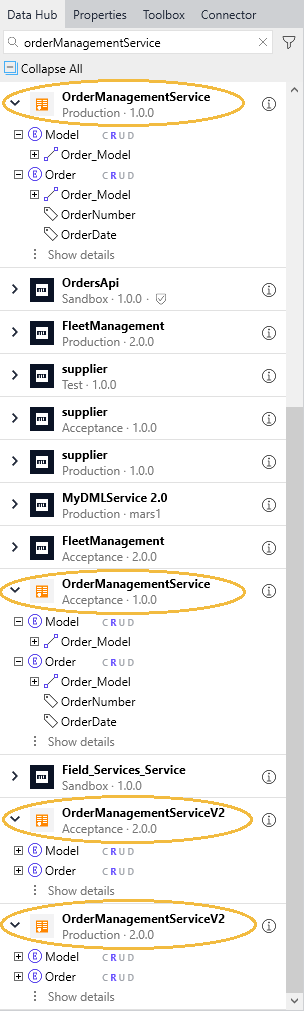 Data Hub Properties Toolbox Connector
orderManagementService
Collapse All
OrderManagementService
Production · 1.0.0
Model CRUD
Order_Model
Order CRUD
Order_Model
OrderNumber
OrderDate
Show details
OrdersApi
Sandbox · 1.0.0 ·
FleetManagement
Production · 2.0.0
supplier
Test · 1.0.0
supplier
Acceptance · 1.0.0
supplier
Production · 1.0.0
MyDMLService 2.0
Production · mars1
FleetManagement
Acceptance · 2.0.0
OrderManagementService
Acceptance · 1.0.0
Model CRUD
Order_Model
Order CRUD
Order_Model
OrderNumber
OrderDate
Show details
Field_Services_Service
Sandbox · 1.0.0
OrderManagementServiceV2
Acceptance · 2.0.0
Model CRUD
Order CRUD
Show details
OrderManagementServiceV2
Production · 2.0.0
Model CRUD
Order CRUD
Show details